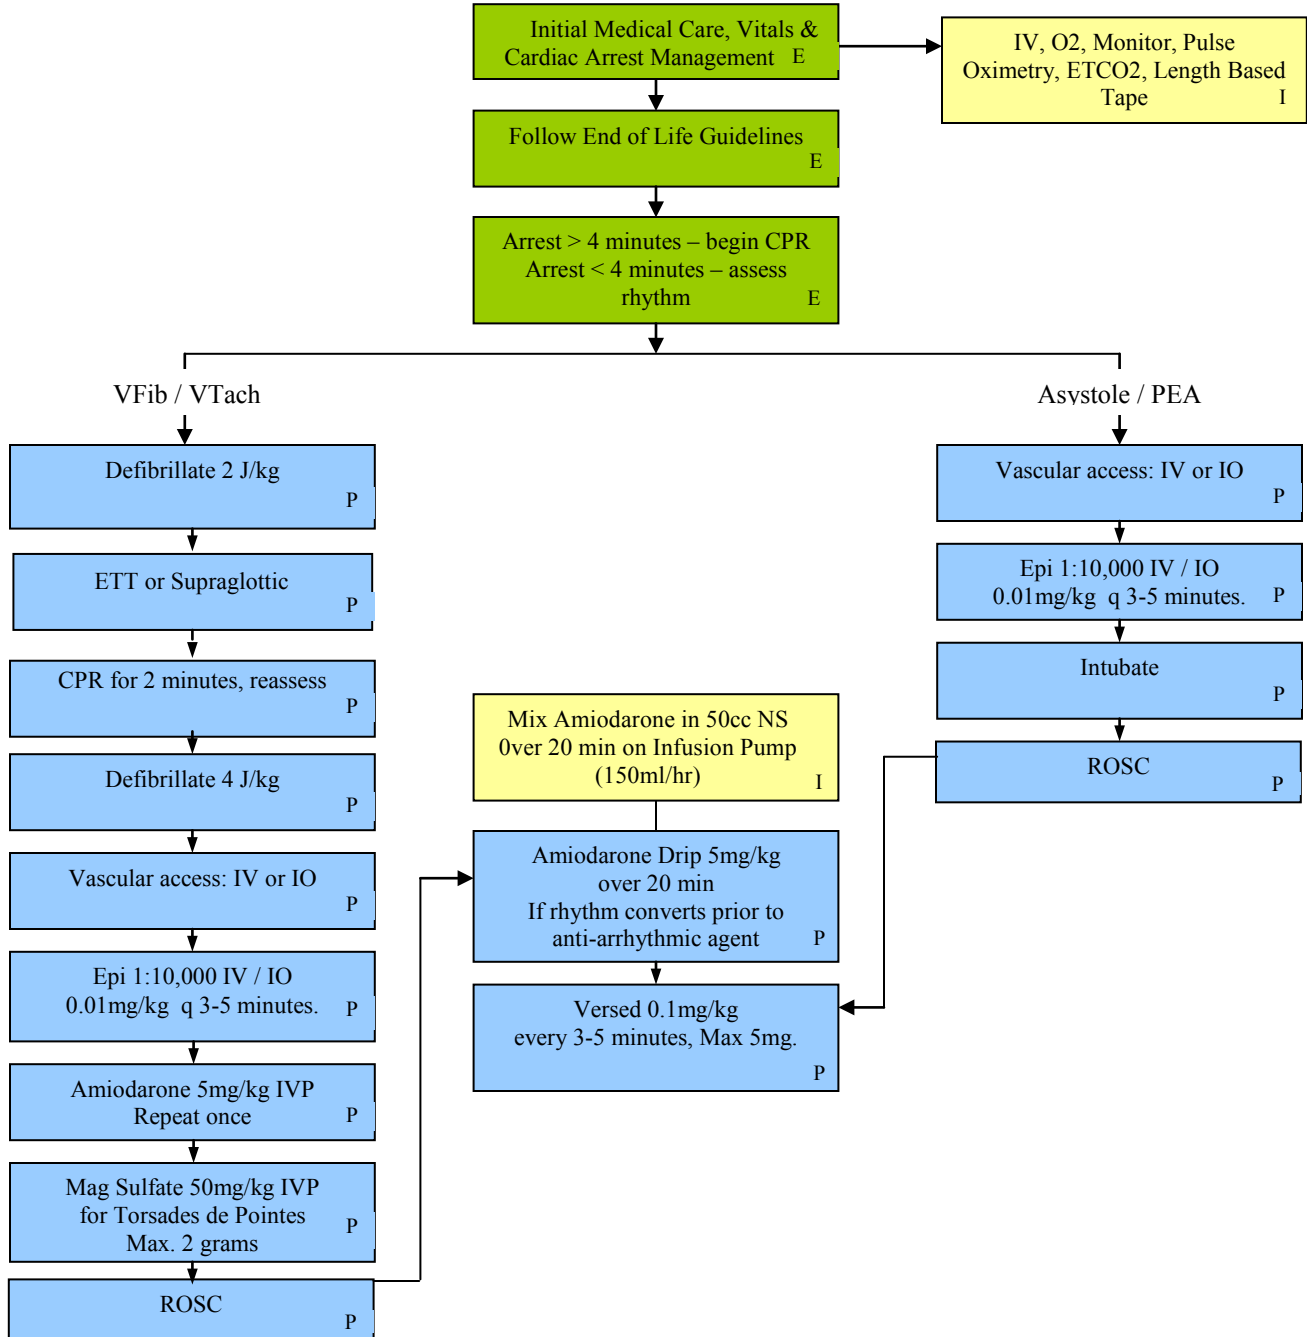 Initial Medical Care, Vitals &
Cardiac Arrest Management E
IV, O2, Monitor, Pulse
Oximetry, ETCO2, Length Based
Tape I
Follow End of Life Guidelines
E
Arrest > 4 minutes – begin CPR
Arrest < 4 minutes – assess
rhythm E
VFib / VTach
Defibrillate 2 J/kg
P
ETT or Supraglottic
P
CPR for 2 minutes, reassess
P
Defibrillate 4 J/kg
P
Vascular access: IV or IO
P
Epi 1:10,000 IV / IO
0.01mg/kg q 3-5 minutes. P
Amiodarone 5mg/kg IVP
Repeat once P
Mag Sulfate 50mg/kg IVP
for Torsades de Pointes P
Max. 2 grams
ROSC
P
Mix Amiodarone in 50cc NS
0ver 20 min on Infusion Pump
(150ml/hr) I
Amiodarone Drip 5mg/kg
over 20 min
If rhythm converts prior to
anti-arrhythmic agent P
Versed 0.1mg/kg
every 3-5 minutes, Max 5mg.
P
Asystole / PEA
Vascular access: IV or IO
P
Epi 1:10,000 IV / IO
0.01mg/kg q 3-5 minutes. P
Intubate
P
ROSC
P